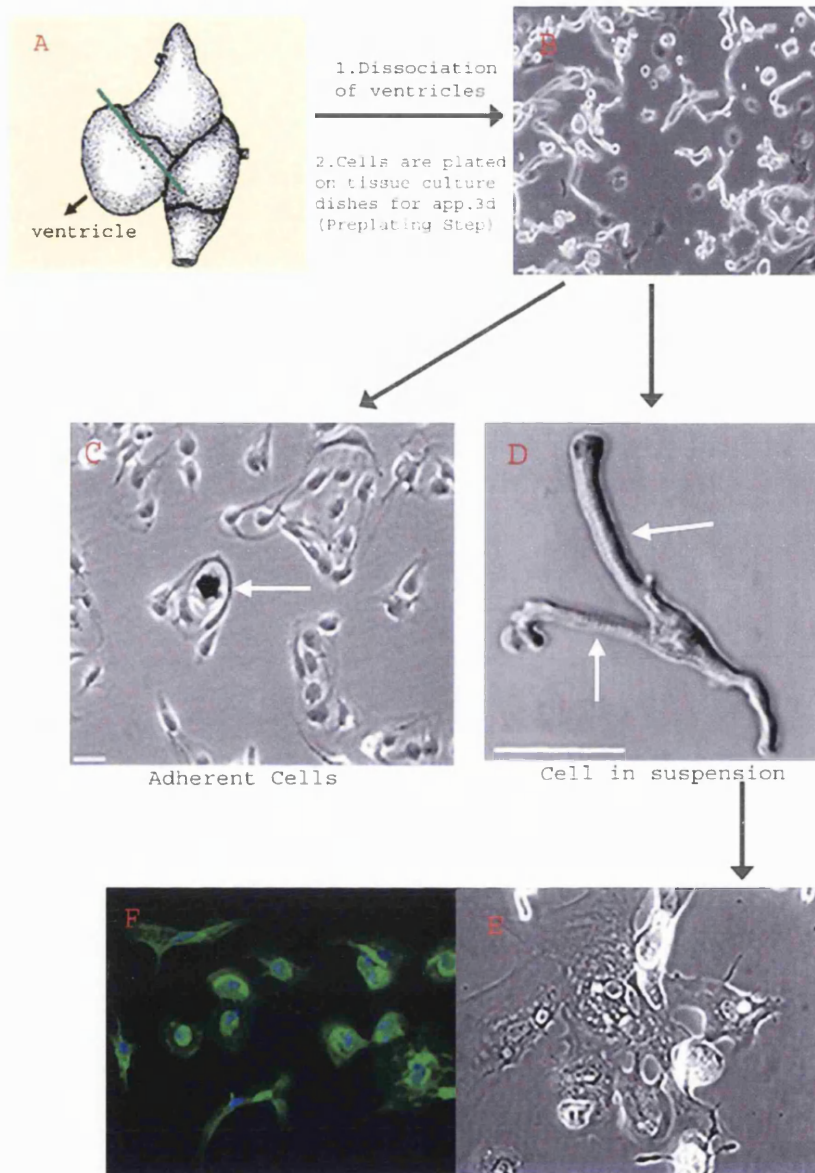 A
ventricle
1.Dissociation
of ventricles
2.Cells are plated
on tissue culture
dishes for app.3d
(Preplating Step)
B
C
Adherent Cells
D
Cell in suspension
F
E